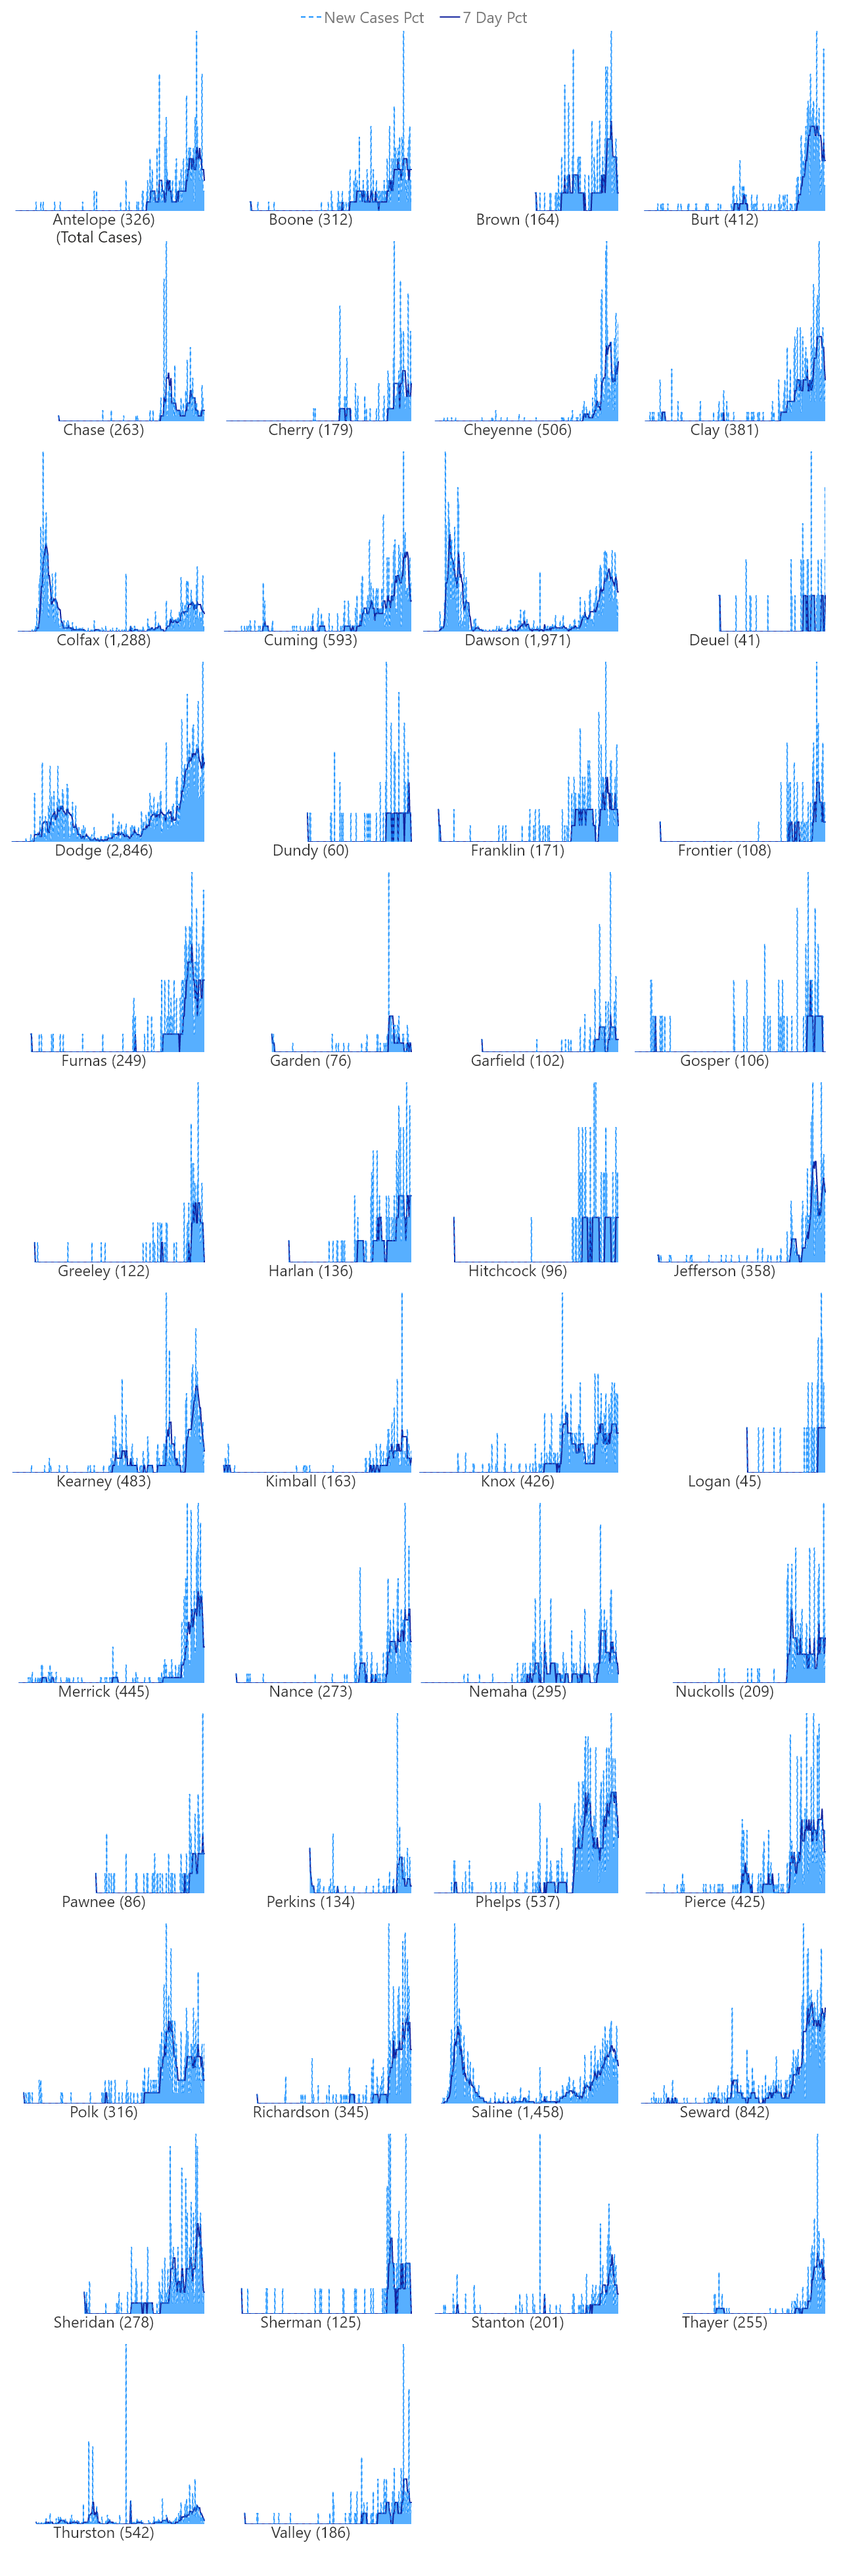 New Cases Pct 7 Day Pct
Antelope (326) Boone (312) Brown (164) Burt (412)
(Total Cases)
Chase (263) Cherry (179) Cheyenne (506) Clay (381)
Colfax (1,288) Cuming (593) Dawson (1,971) Deuel (41)
Dodge (2,846) Dundy (60) Franklin (171) Frontier (108)
Furnas (249) Garden (76) Garfield (102) Gosper (106)
Greeley (122) Harlan (136) Hitchcock (96) Jefferson (358)
Kearney (483) Kimball (163) Knox (426) Logan (45)
Merrick (445) Nance (273) Nemaha (295) Nuckolls (209)
Pawnee (86) Perkins (134) Phelps (537) Pierce (425)
Polk (316) Richardson (345) Saline (1,458) Seward (842)
Sheridan (278) Sherman (125) Stanton (201) Thayer (255)
Thurston (542) Valley (186)